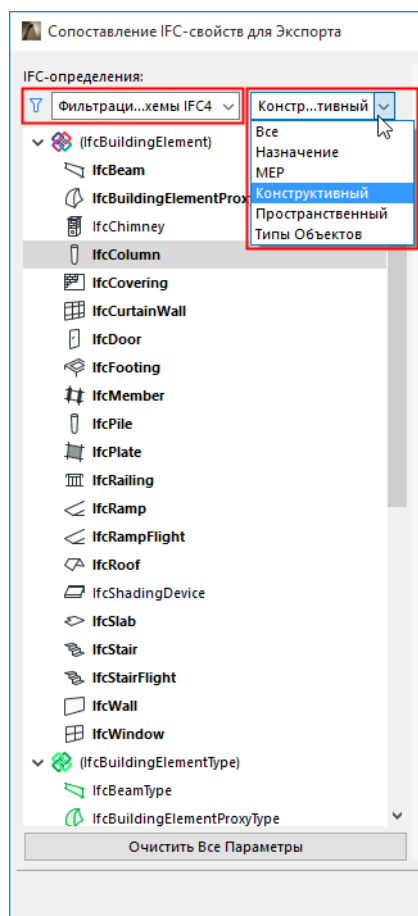 Сопоставление IFC-свойств для Экспорта
IFC-определения:
Фильтраци...хемы IFC4
Констр...тивный
Все
Назначение
МЕР
Конструктивный
Пространственный
Типы Объектов
(IfcBuildingElement)
IfcBeam
IfcBuildingElementProxy
IfcChimney
IfcColumn
IfcCovering
IfcCurtainWall
IfcDoor
IfcFooting
IfcMember
IfcPile
IfcPlate
IfcRailing
IfcRamp
IfcRampFlight
IfcRoof
IfcShadingDevice
IfcSlab
IfcStair
IfcStairFlight
IfcWall
IfcWindow
(IfcBuildingElementType)
IfcBeamType
IfcBuildingElementProxyType
Очистить Все Параметры